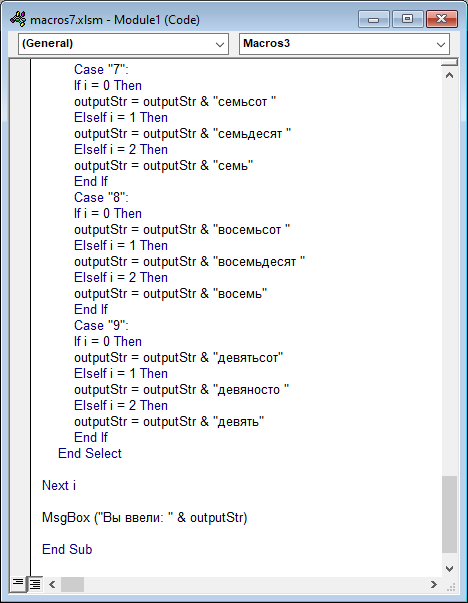 macros7.xlsm - Module1 (Code)
(General) Macros3
Case "7":
If i = 0 Then
outputStr = outputStr & "семьсот "
ElseIf i = 1 Then
outputStr = outputStr & "семьдесят "
ElseIf i = 2 Then
outputStr = outputStr & "семь"
End If
Case "8":
If i = 0 Then
outputStr = outputStr & "восемьсот "
ElseIf i = 1 Then
outputStr = outputStr & "восемьдесят "
ElseIf i = 2 Then
outputStr = outputStr & "восемь"
End If
Case "9":
If i = 0 Then
outputStr = outputStr & "девятьсот"
ElseIf i = 1 Then
outputStr = outputStr & "девяносто "
ElseIf i = 2 Then
outputStr = outputStr & "девять"
End If
End Select
Next i
MsgBox ("Вы ввели: " & outputStr)
End Sub